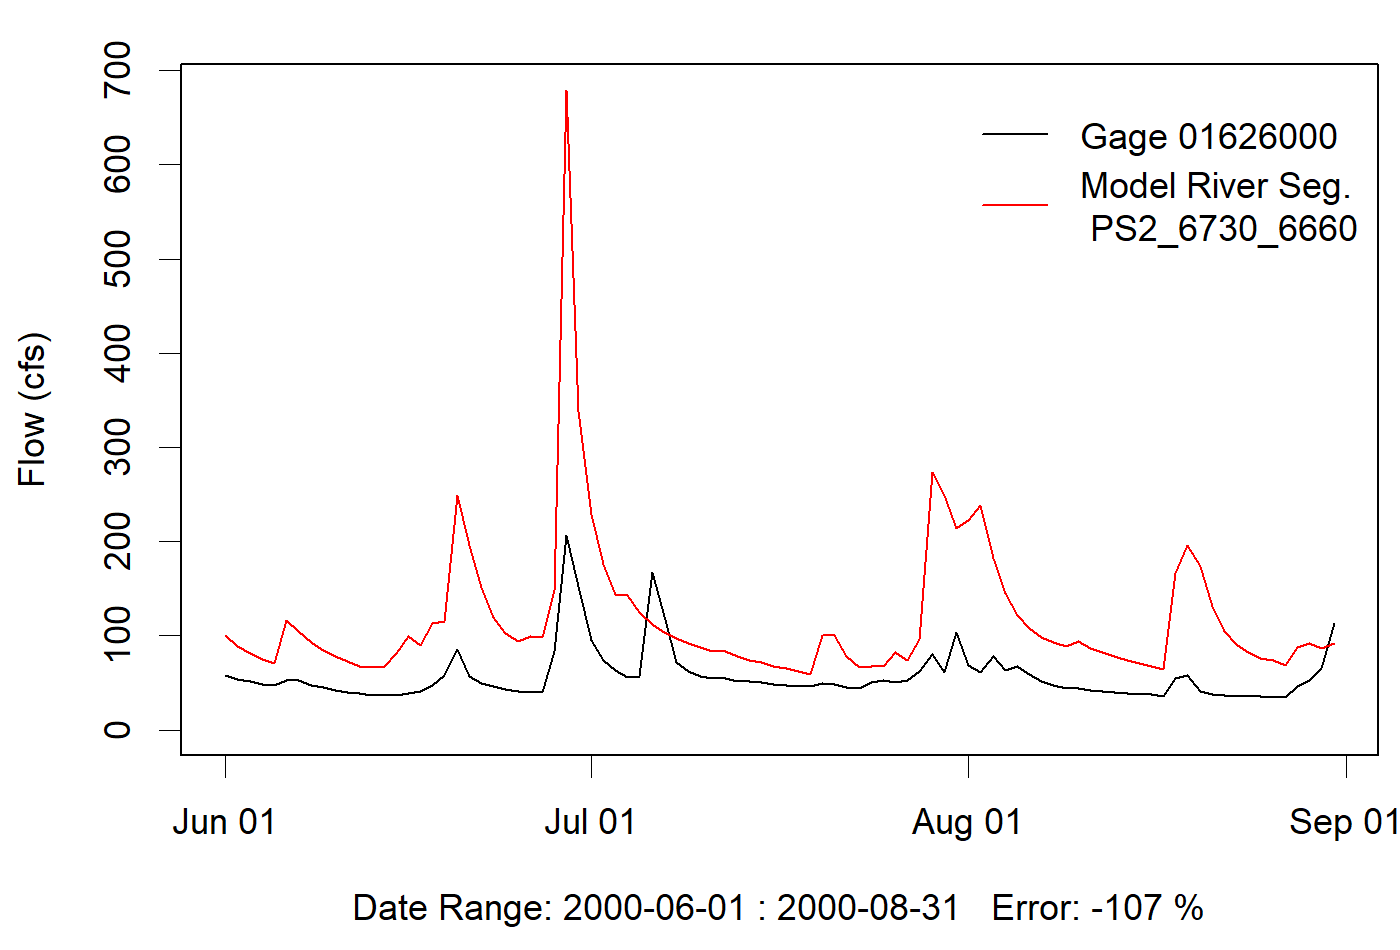 Flow (cfs)
700
600
500
400
300
200
100
0
Gage 01626000
Model River Seg.
PS2_6730_6660
Jun 01
Jul 01
Aug 01
Sep 01
Date Range: 2000-06-01 : 2000-08-31   Error: -107 %